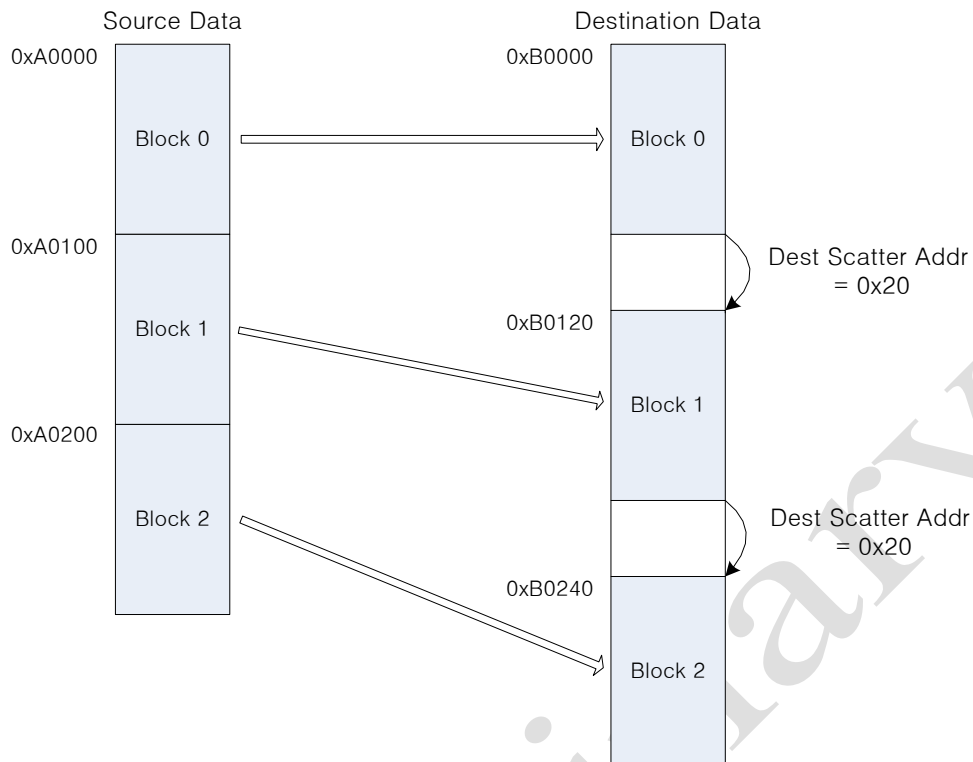 Source Data
Destination Data
0xA0000
0xB0000
Block 0
Block 0
0xA0100
Dest Scatter Addr
= 0x20
0xB0120
Block 1
Block 1
0xA0200
Block 2
Dest Scatter Addr
= 0x20
0xB0240
Block 2